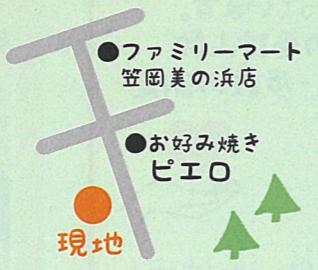 ●ファミリーマート
笠岡美の浜店
●お好み焼き
ピエロ
現地